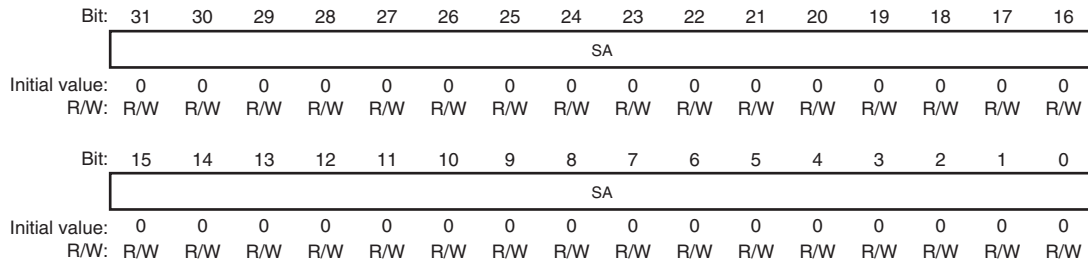 Bit: 31 30 29 28 27 26 25 24 23 22 21 20 19 18 17 16
SA
Initial value: 0 0 0 0 0 0 0 0 0 0 0 0 0 0 0 0
R/W: R/W R/W R/W R/W R/W R/W R/W R/W R/W R/W R/W R/W R/W R/W R/W R/W
Bit: 15 14 13 12 11 10 9 8 7 6 5 4 3 2 1 0
SA
Initial value: 0 0 0 0 0 0 0 0 0 0 0 0 0 0 0 0
R/W: R/W R/W R/W R/W R/W R/W R/W R/W R/W R/W R/W R/W R/W R/W R/W R/W